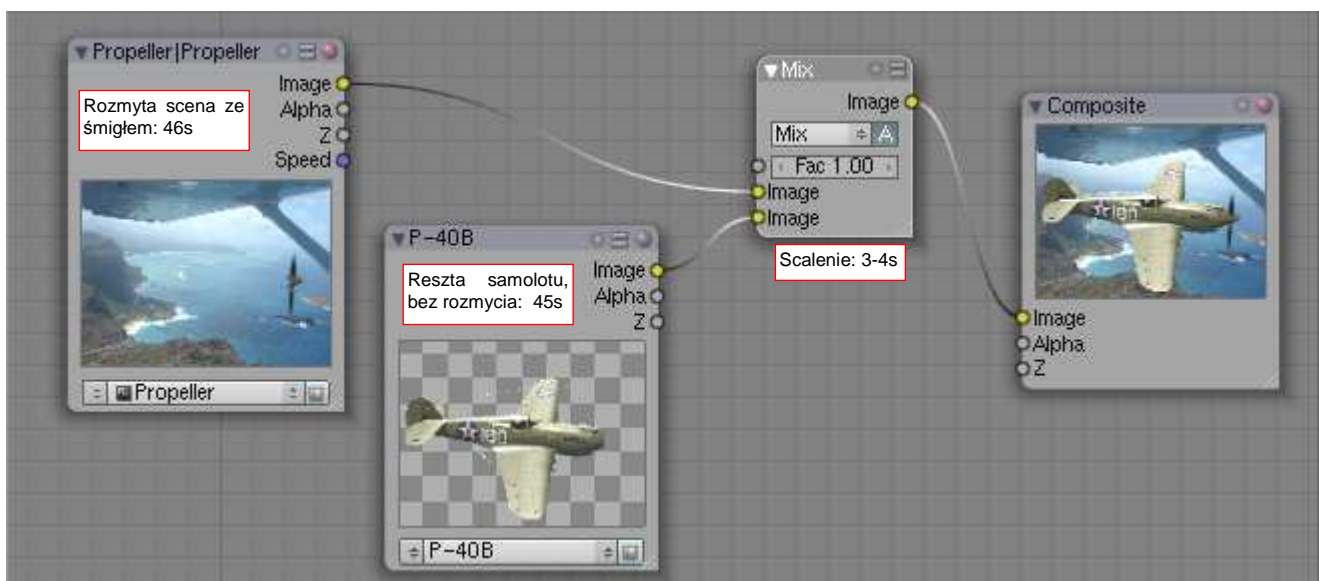 Propeller|Propeller
Image
Alpha
Z
Speed
Rozmyta scena ze
śmigłem: 46s
Propeller
P-40B
Image
Alpha
Z
Reszta samolotu,
bez rozmycia: 45s
P-40B
Mix
Image
Mix
A
Fac 1.00
Image
Image
Scalenie: 3-4s
Composite
Image
Alpha
Z